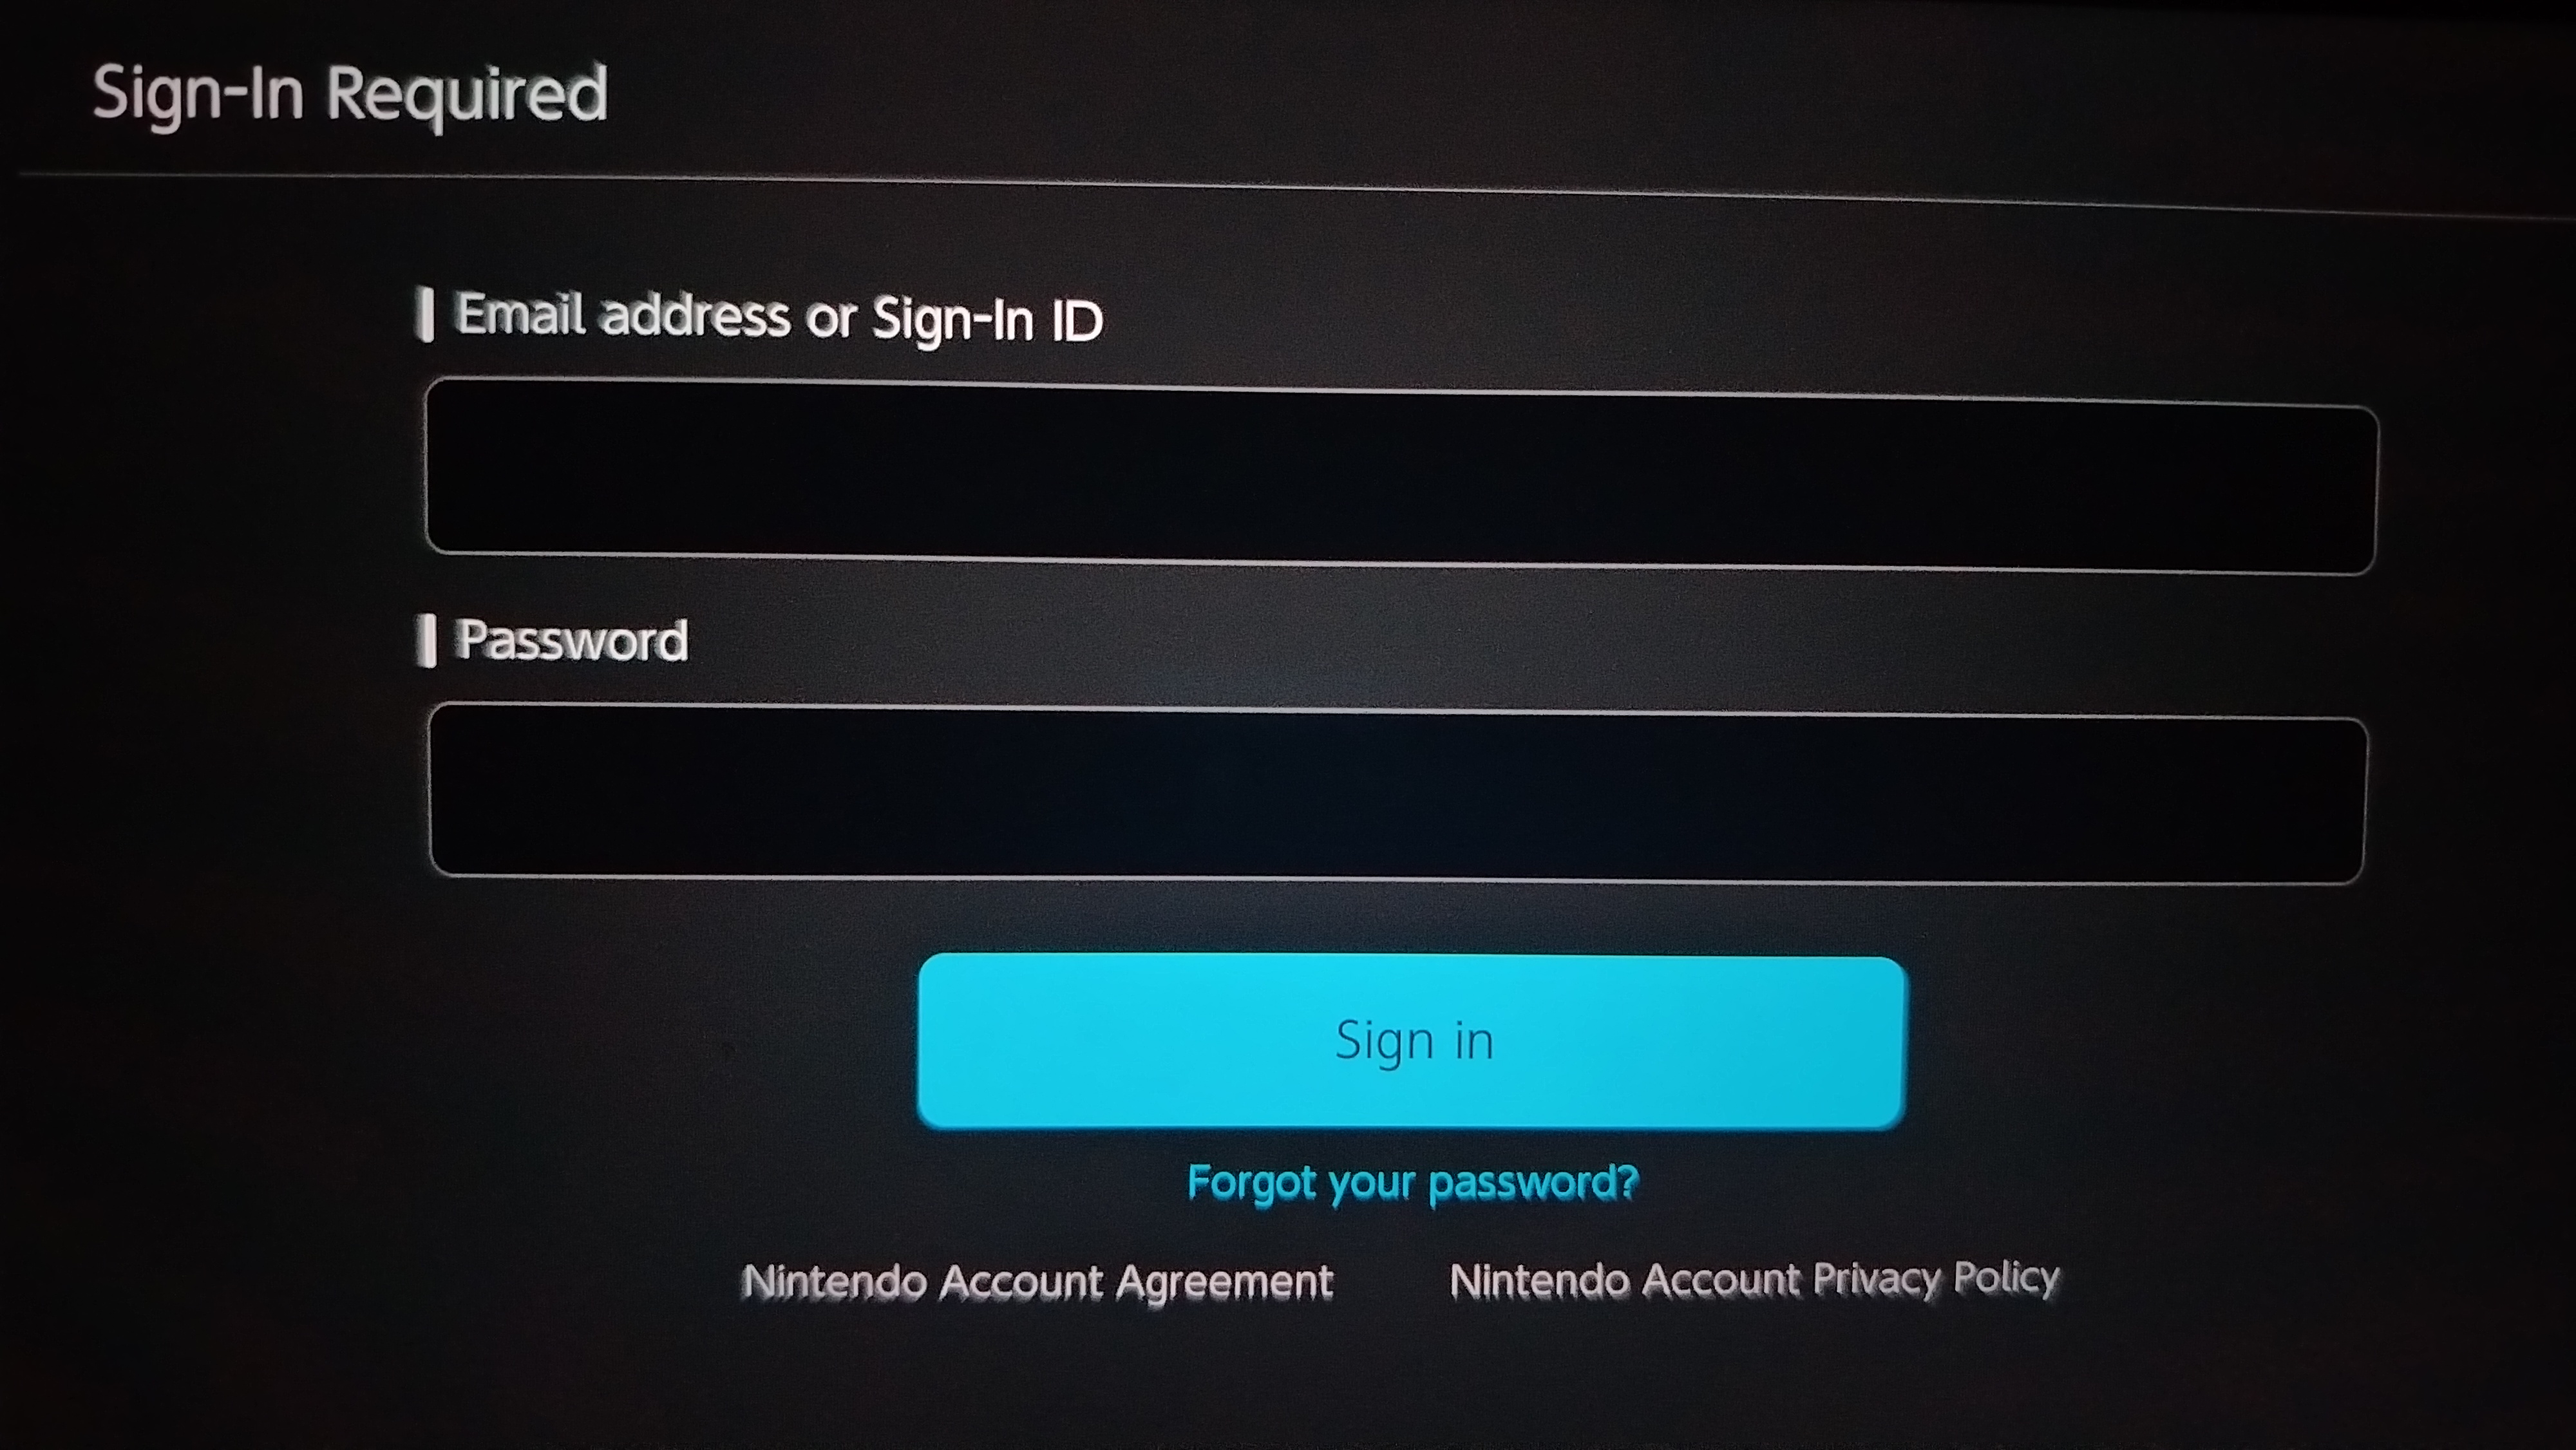 Sign-In Required
Email address or Sign-In ID
Password
Sign in
Forgot your password?
Nintendo Account Agreement Nintendo Account Privacy Policy